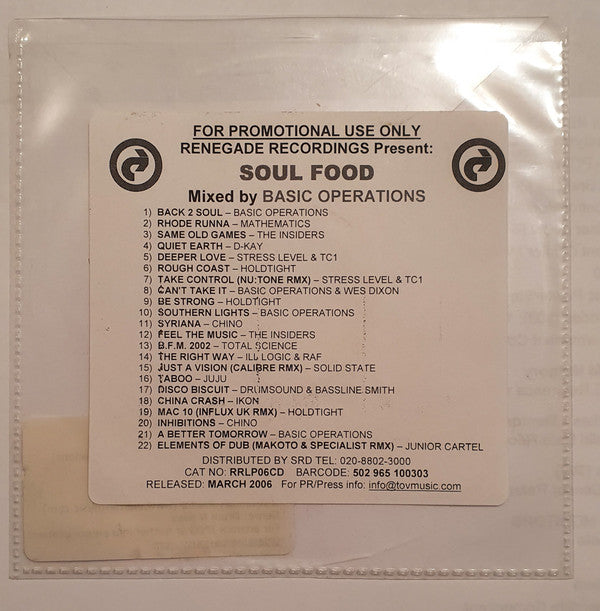 FOR PROMOTIONAL USE ONLY
RENEGADE RECORDINGS Present:
SOUL FOOD
Mixed by BASIC OPERATIONS
1) BACK 2 SOUL – BASIC OPERATIONS
2) RHODE RUNNA – MATHEMATICS
3) SAME OLD GAMES – THE INSIDERS
4) QUIET EARTH – D-KAY
5) DEEPER LOVE – STRESS LEVEL & TC1
6) ROUGH COAST – HOLDTIGHT
7) TAKE CONTROL (NU:TONE RMX) – STRESS LEVEL & TC1
8) CAN'T TAKE IT – BASIC OPERATIONS & WES DIXON
9) BE STRONG – HOLDTIGHT
10) SOUTHERN LIGHTS – BASIC OPERATIONS
11) SYRIANA – CHINO
12) FEEL THE MUSIC – THE INSIDERS
13) B.F.M. 2002 – TOTAL SCIENCE
14) THE RIGHT WAY – ILL LOGIC & RAF
15) JUST A VISION (CALIBRE RMX) – SOLID STATE
16) TABOO – JUJU
17) DISCO BISCUIT – DRUMSOUND & BASSLINE SMITH
18) CHINA CRASH – IKON
19) MAC 10 (INFLUX UK RMX) – HOLDTIGHT
20) INHIBITIONS – CHINO
21) A BETTER TOMORROW – BASIC OPERATIONS
22) ELEMENTS OF DUB (MAKOTO & SPECIALIST RMX) – JUNIOR CARTEL
DISTRIBUTED BY SRD TEL: 020-8802-3000
CAT NO: RRLP06CD BARCODE: 502 965 100303
RELEASED: MARCH 2006 For PR/Press info: info@tovmusic.com